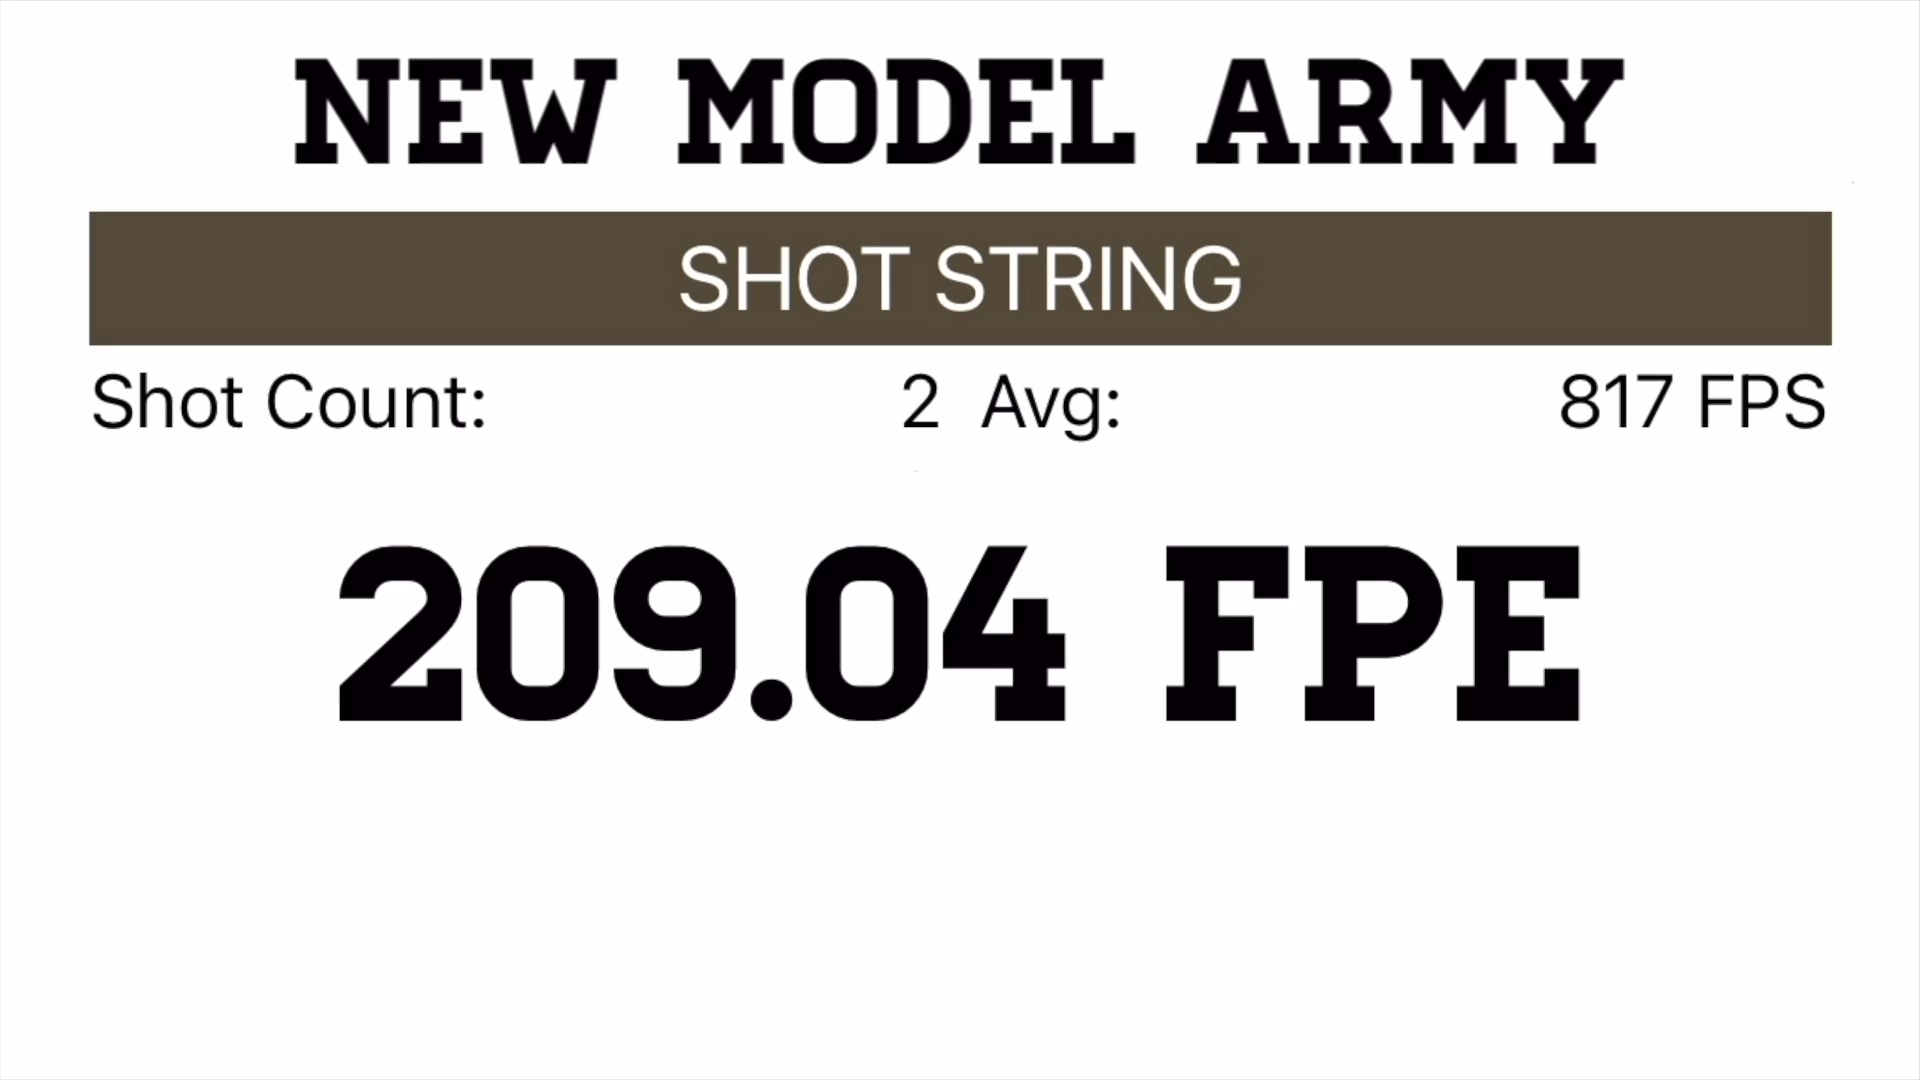 NEW MODEL ARMY
SHOT STRING
Shot Count: 2 Avg: 817 FPS
209.04 FPE